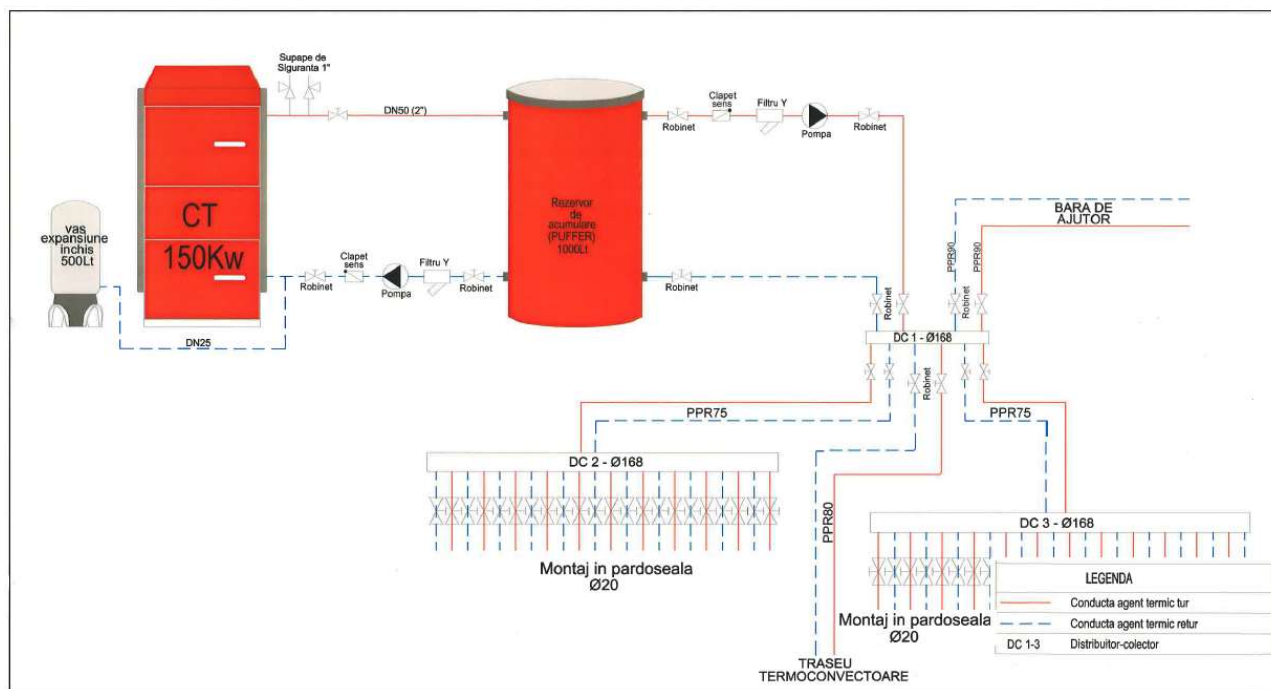 Supape de
Siguranta 1"
DN50 (2")
Clapet
sens
Filtru Y
Robinet
Pompa
Robinet
CT
150Kw
vas
expansiune
inchis
500Lt
Rezervor
de
acumulare
(PUFFER)
1000Lt
Clapet
sens
Filtru Y
Robinet
Pompa
Robinet
Robinet
DN25
BARA DE
AJUTOR
PPR90
PPR90
Robinet
Robinet
DC 1 - Ø168
Robinet
PPR75
PPR75
DC 2 - Ø168
PPR80
DC 3 - Ø168
Montaj in pardoseala
Ø20
Montaj in pardoseala
Ø20
TRASEU
TERMOCONVECTOARE
LEGENDA
Conducta agent termic tur
Conducta agent termic retur
DC 1-3 Distribuitor-colector